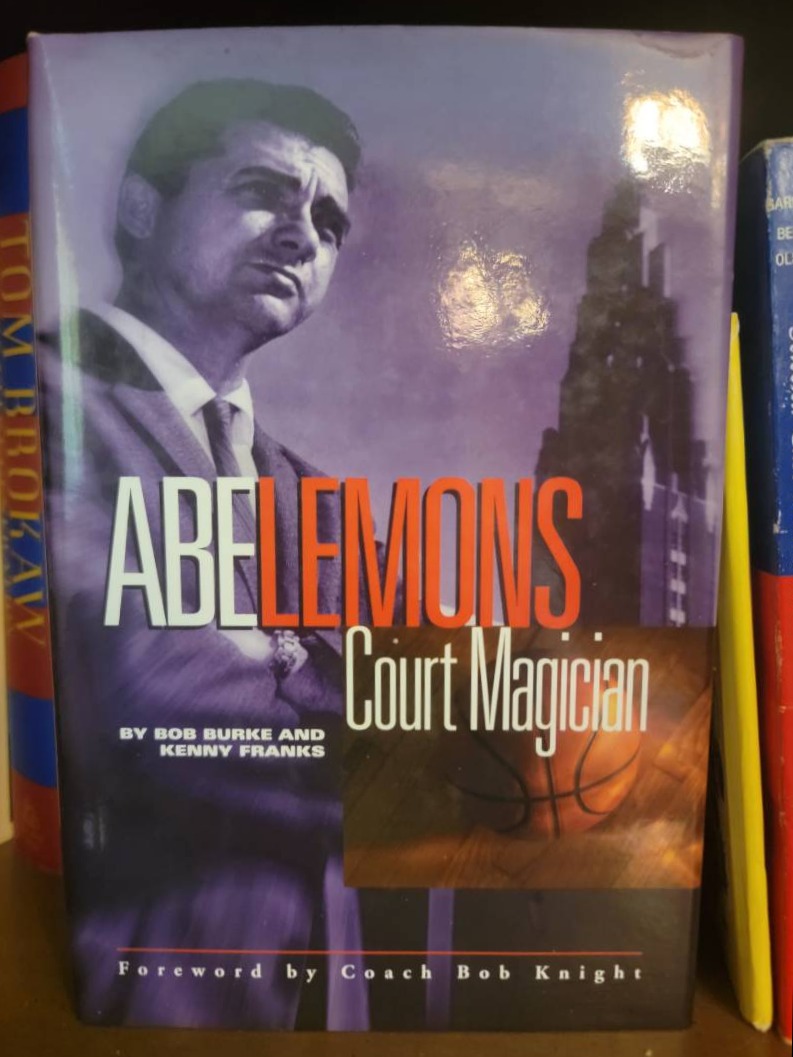 ABELEMONS
Court Magician
BY BOB BURKE AND
KENNY FRANKS
Foreword by Coach Bob Knight
TOM BROKAW